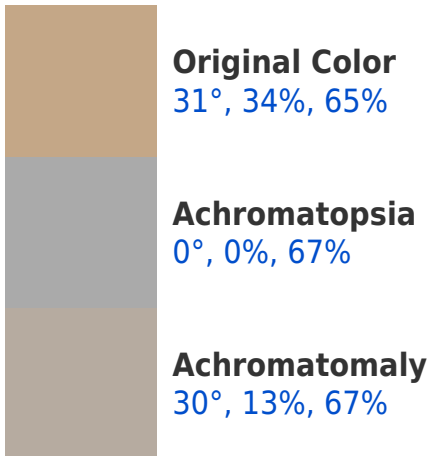 Original Color
31°, 34%, 65%
Achromatopsia
0°, 0%, 67%
Achromatomaly
30°, 13%, 67%